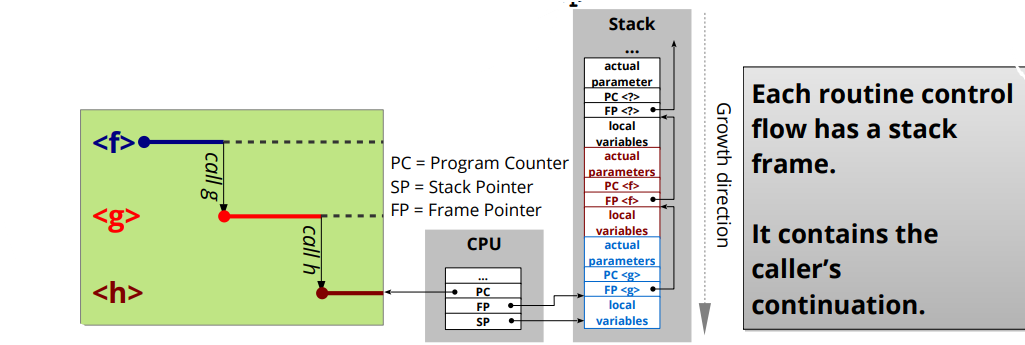 <f>
call g
<g>
call h
<h>
PC = Program Counter
SP = Stack Pointer
FP = Frame Pointer
CPU
...
PC
FP
SP
Stack
...
actual
parameter
PC <?>
FP <?>
local
variables
actual
parameters
PC <f>
FP <f>
local
variables
actual
parameters
PC <g>
FP <g>
local
variables
Growth direction
Each routine control
flow has a stack
frame.
It contains the
caller’s
continuation.